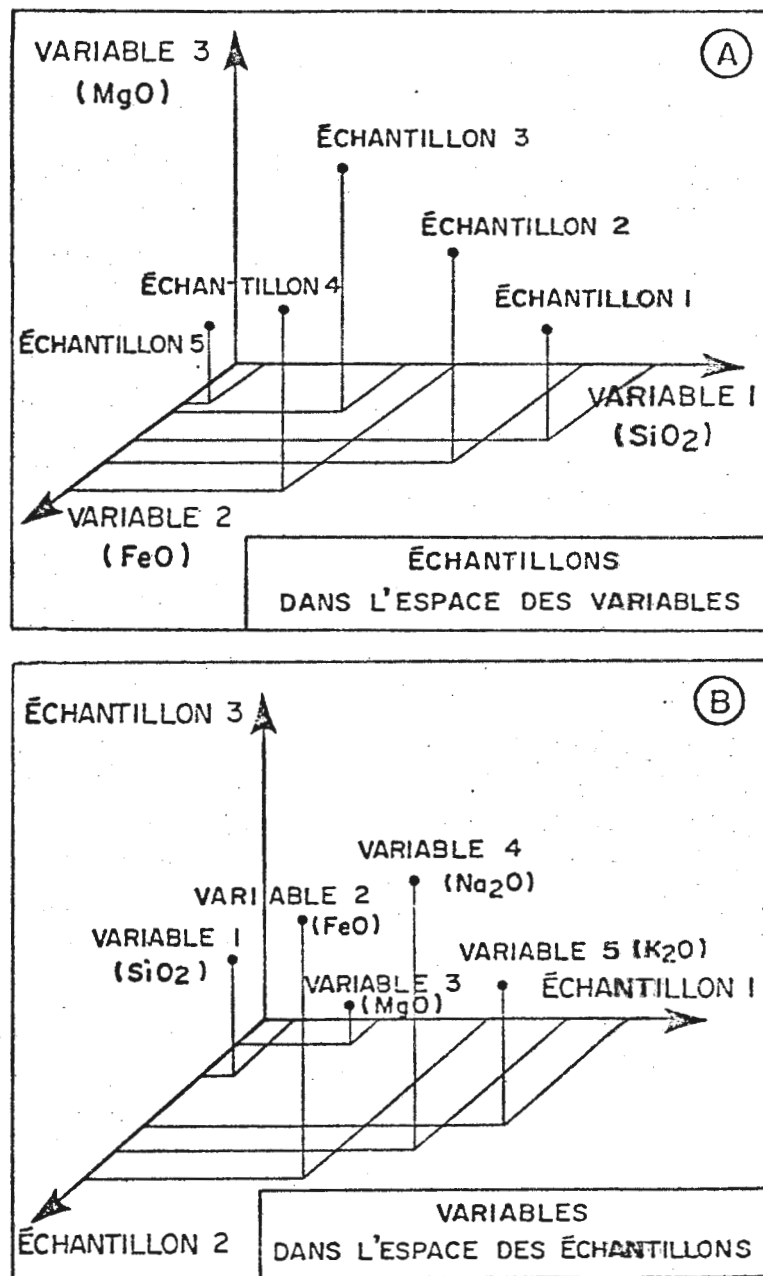 VARIABLE 3
(MgO)
A
ÉCHANTILLON 3
ÉCHANTILLON 2
ÉCHANTILLON 4
ÉCHANTILLON 1
ÉCHANTILLON 5
VARIABLE 1
(SiO₂)
VARIABLE 2
(FeO)
ÉCHANTILLONS
DANS L'ESPACE DES VARIABLES
ÉCHANTILLON 3
B
VARIABLE 4
(Na₂O)
VARIABLE 2
(FeO)
VARIABLE 1
(SiO₂)
VARIABLE 5 (K₂O)
VARIABLE 3
(MgO)
ÉCHANTILLON 1
ÉCHANTILLON 2
VARIABLES
DANS L'ESPACE DES ÉCHANTILLONS